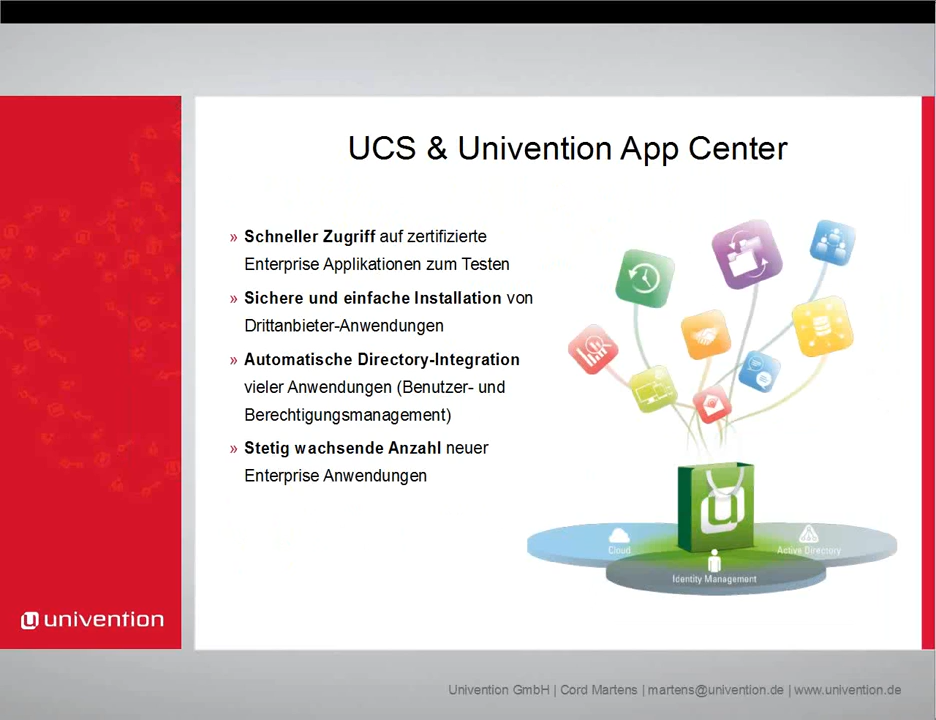 UCS & Univention App Center
» Schneller Zugriff auf zertifizierte
Enterprise Applikationen zum Testen
» Sichere und einfache Installation von
Drittanbieter-Anwendungen
» Automatische Directory-Integration
vieler Anwendungen (Benutzer- und
Berechtigungsmanagement)
» Stetig wachsende Anzahl neuer
Enterprise Anwendungen
u
Cloud
Active Directory
Identity Management
u univention
Univention GmbH | Cord Martens | martens@univention.de | www.univention.de